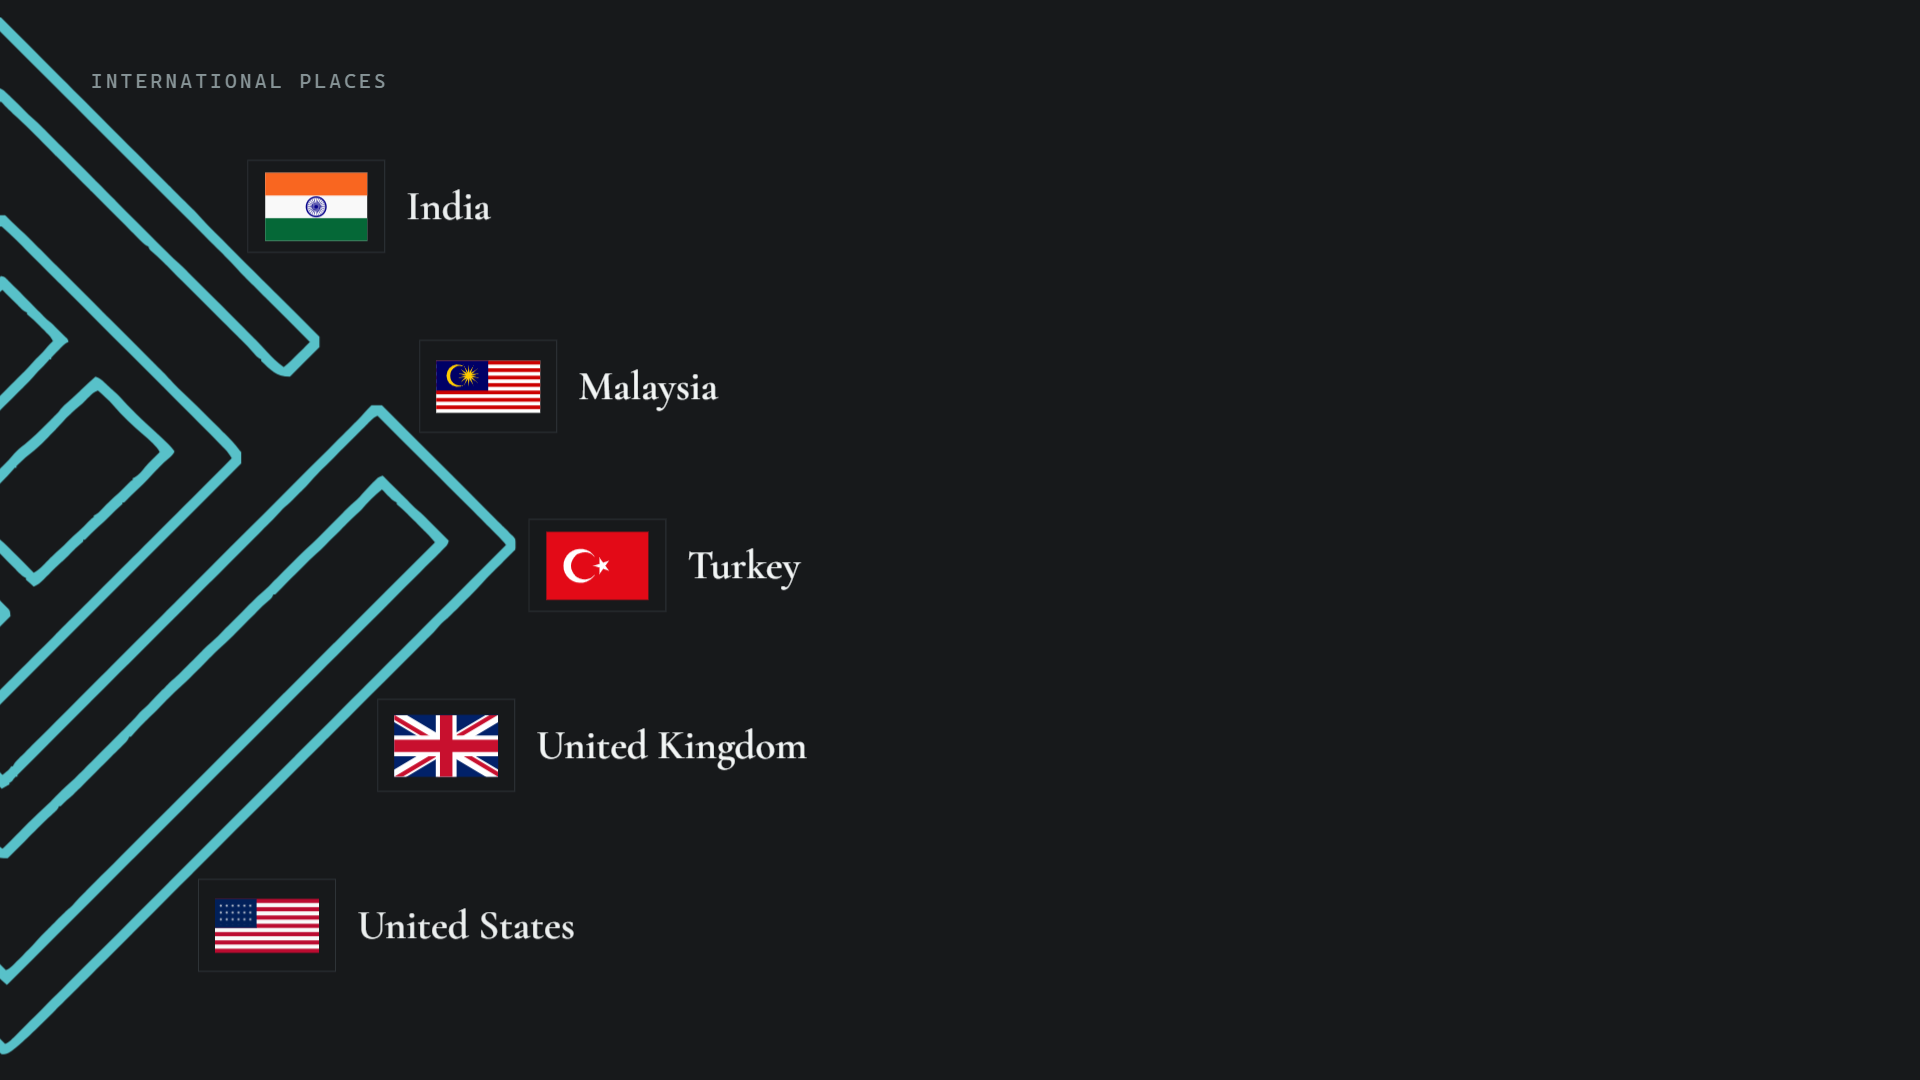 INTERNATIONAL PLACES
India
Malaysia
Turkey
United Kingdom
United States